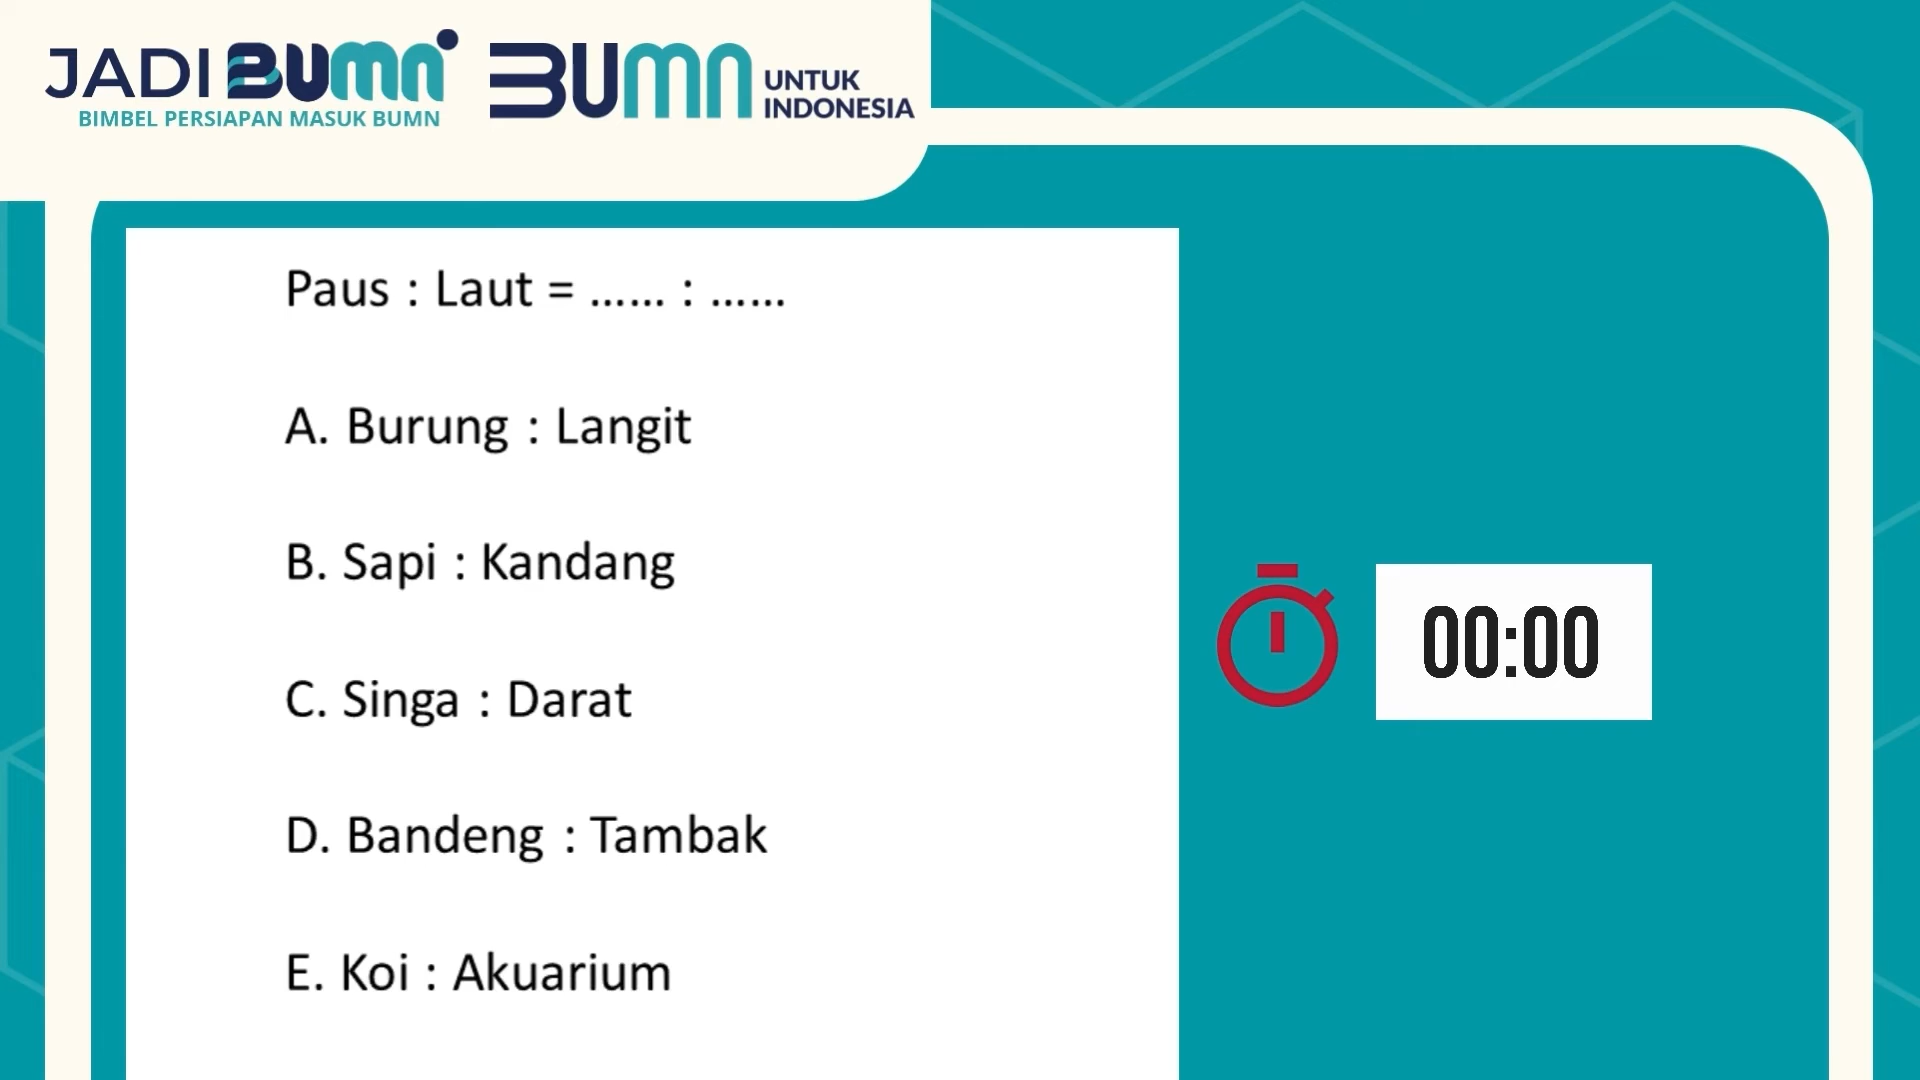 JADI BUMN
BIMBEL PERSIAPAN MASUK BUMN
BUMN UNTUK INDONESIA
Paus : Laut = ...... : ......
A. Burung : Langit
B. Sapi : Kandang
C. Singa : Darat
D. Bandeng : Tambak
E. Koi : Akuarium
00:00